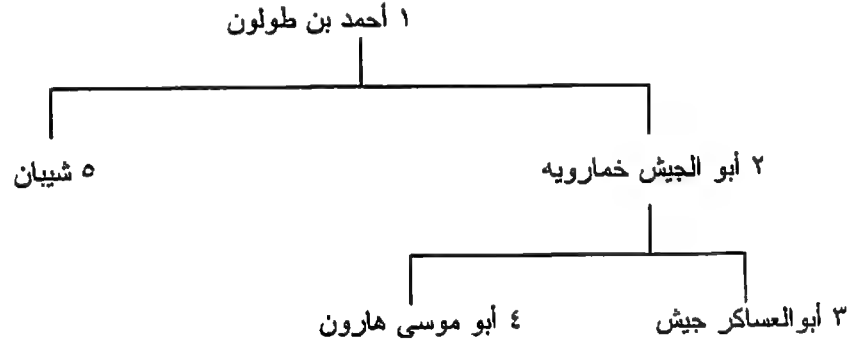 ١ أحمد بن طولون
٢ أبو الجيش خمارويه
٥ شيبان
٣ أبوالعساكر جيش
٤ أبو موسى هارون